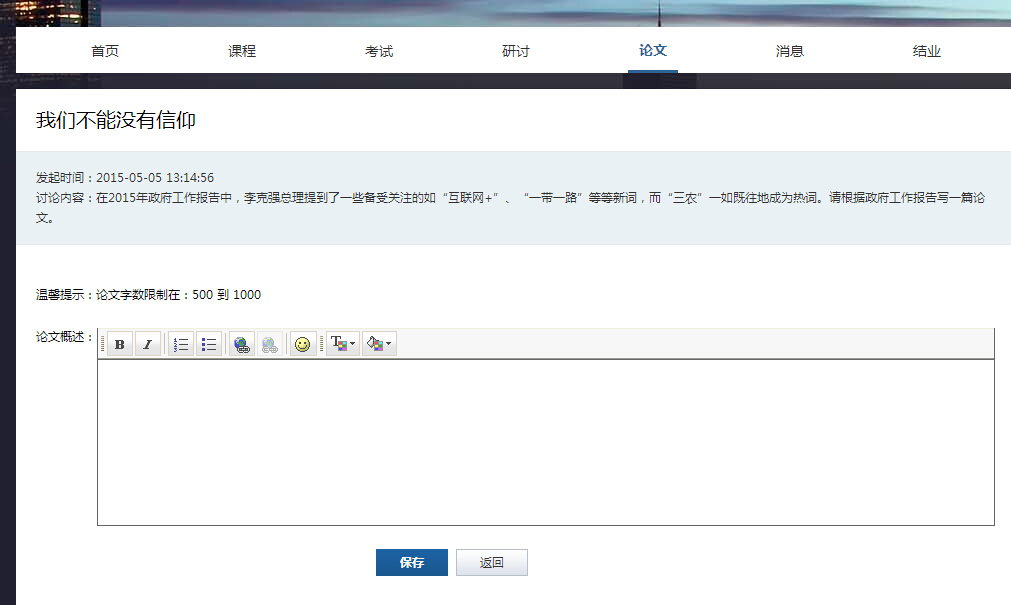 首页 课程 考试 研讨 论文 消息 结业
我们不能没有信仰
发起时间：2015-05-05 13:14:56
讨论内容：在2015年政府工作报告中，李克强总理提到了一些备受关注的如“互联网+”、“一带一路”等等新词，而“三农”一如既往地成为热词。请根据政府工作报告写一篇论
文。
温馨提示：论文字数限制在：500 到 1000
论文概述：
B I T
保存 返回